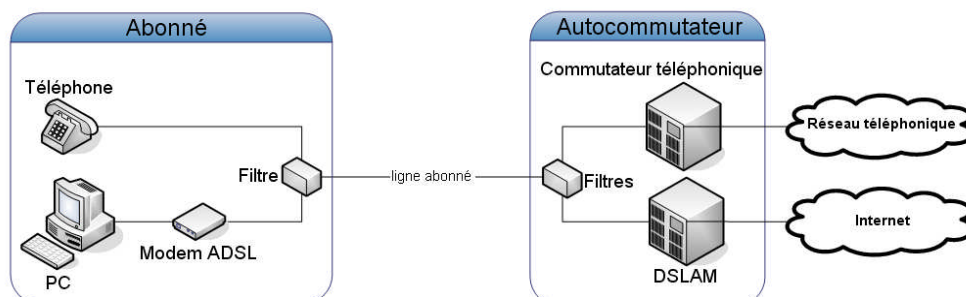 Abonné
Autocommutateur
Téléphone
Commutateur téléphonique
Réseau téléphonique
Filtre
ligne abonné
Filtres
Internet
Modem ADSL
PC
DSLAM